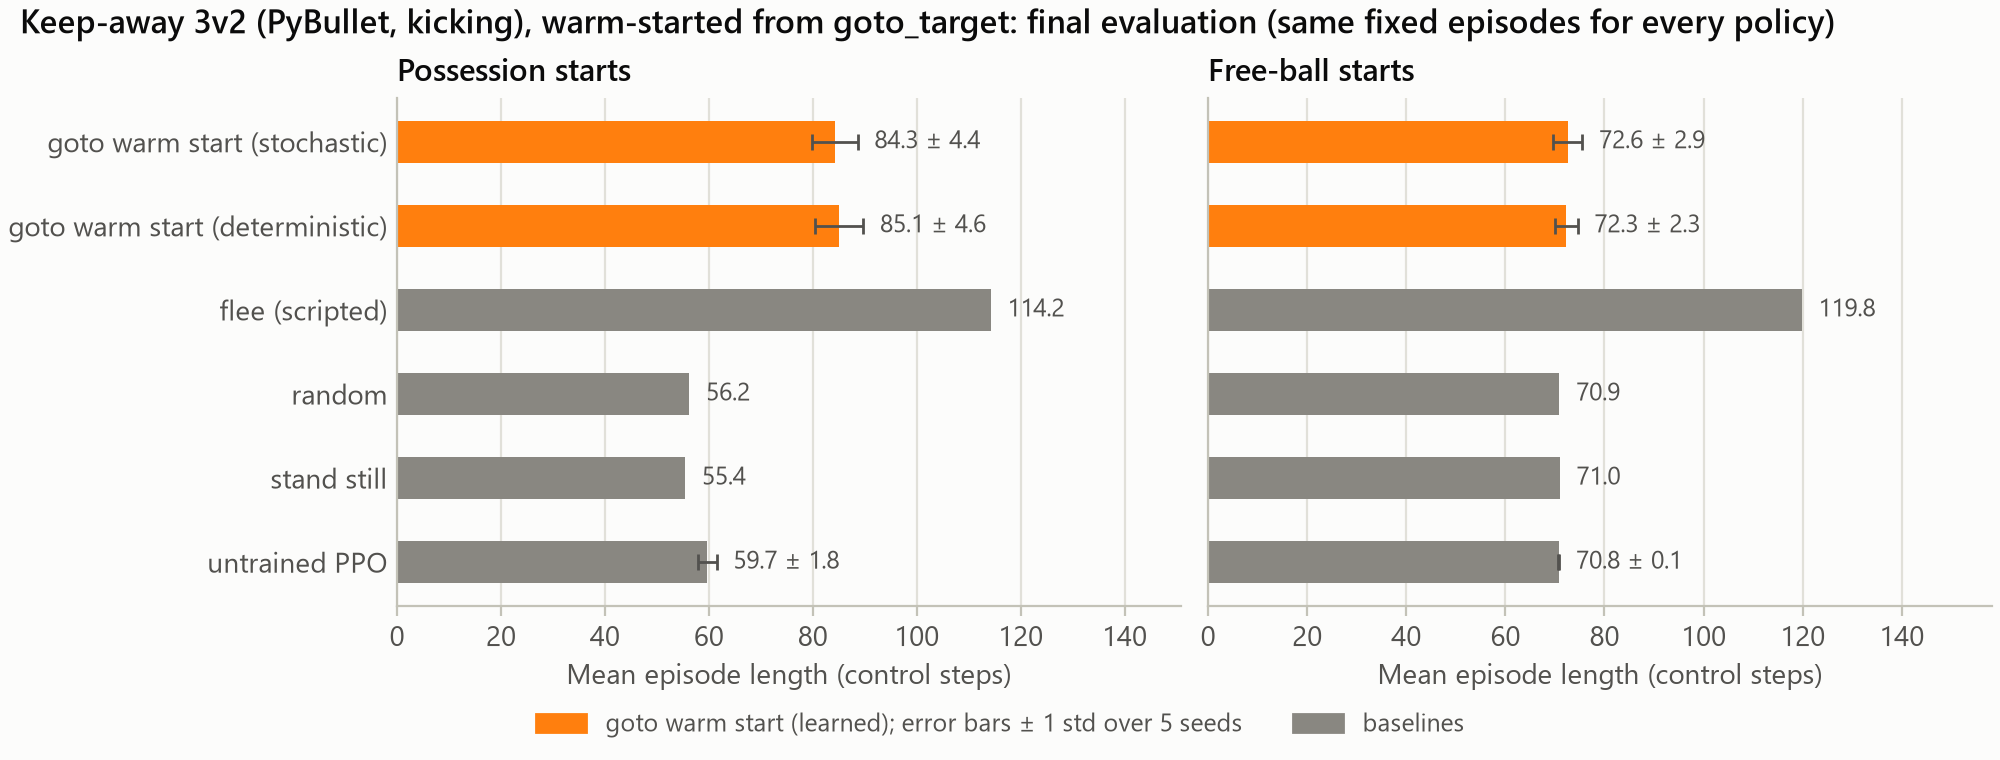 Keep-away 3v2 (PyBullet, kicking), warm-started from goto_target: final evaluation (same fixed episodes for every policy)
Possession starts
goto warm start (stochastic)
84.3 ± 4.4
goto warm start (deterministic)
85.1 ± 4.6
flee (scripted)
114.2
random
56.2
stand still
55.4
untrained PPO
59.7 ± 1.8
0 20 40 60 80 100 120 140
Mean episode length (control steps)
Free-ball starts
72.6 ± 2.9
72.3 ± 2.3
119.8
70.9
71.0
70.8 ± 0.1
0 20 40 60 80 100 120 140
Mean episode length (control steps)
goto warm start (learned); error bars ± 1 std over 5 seeds
baselines